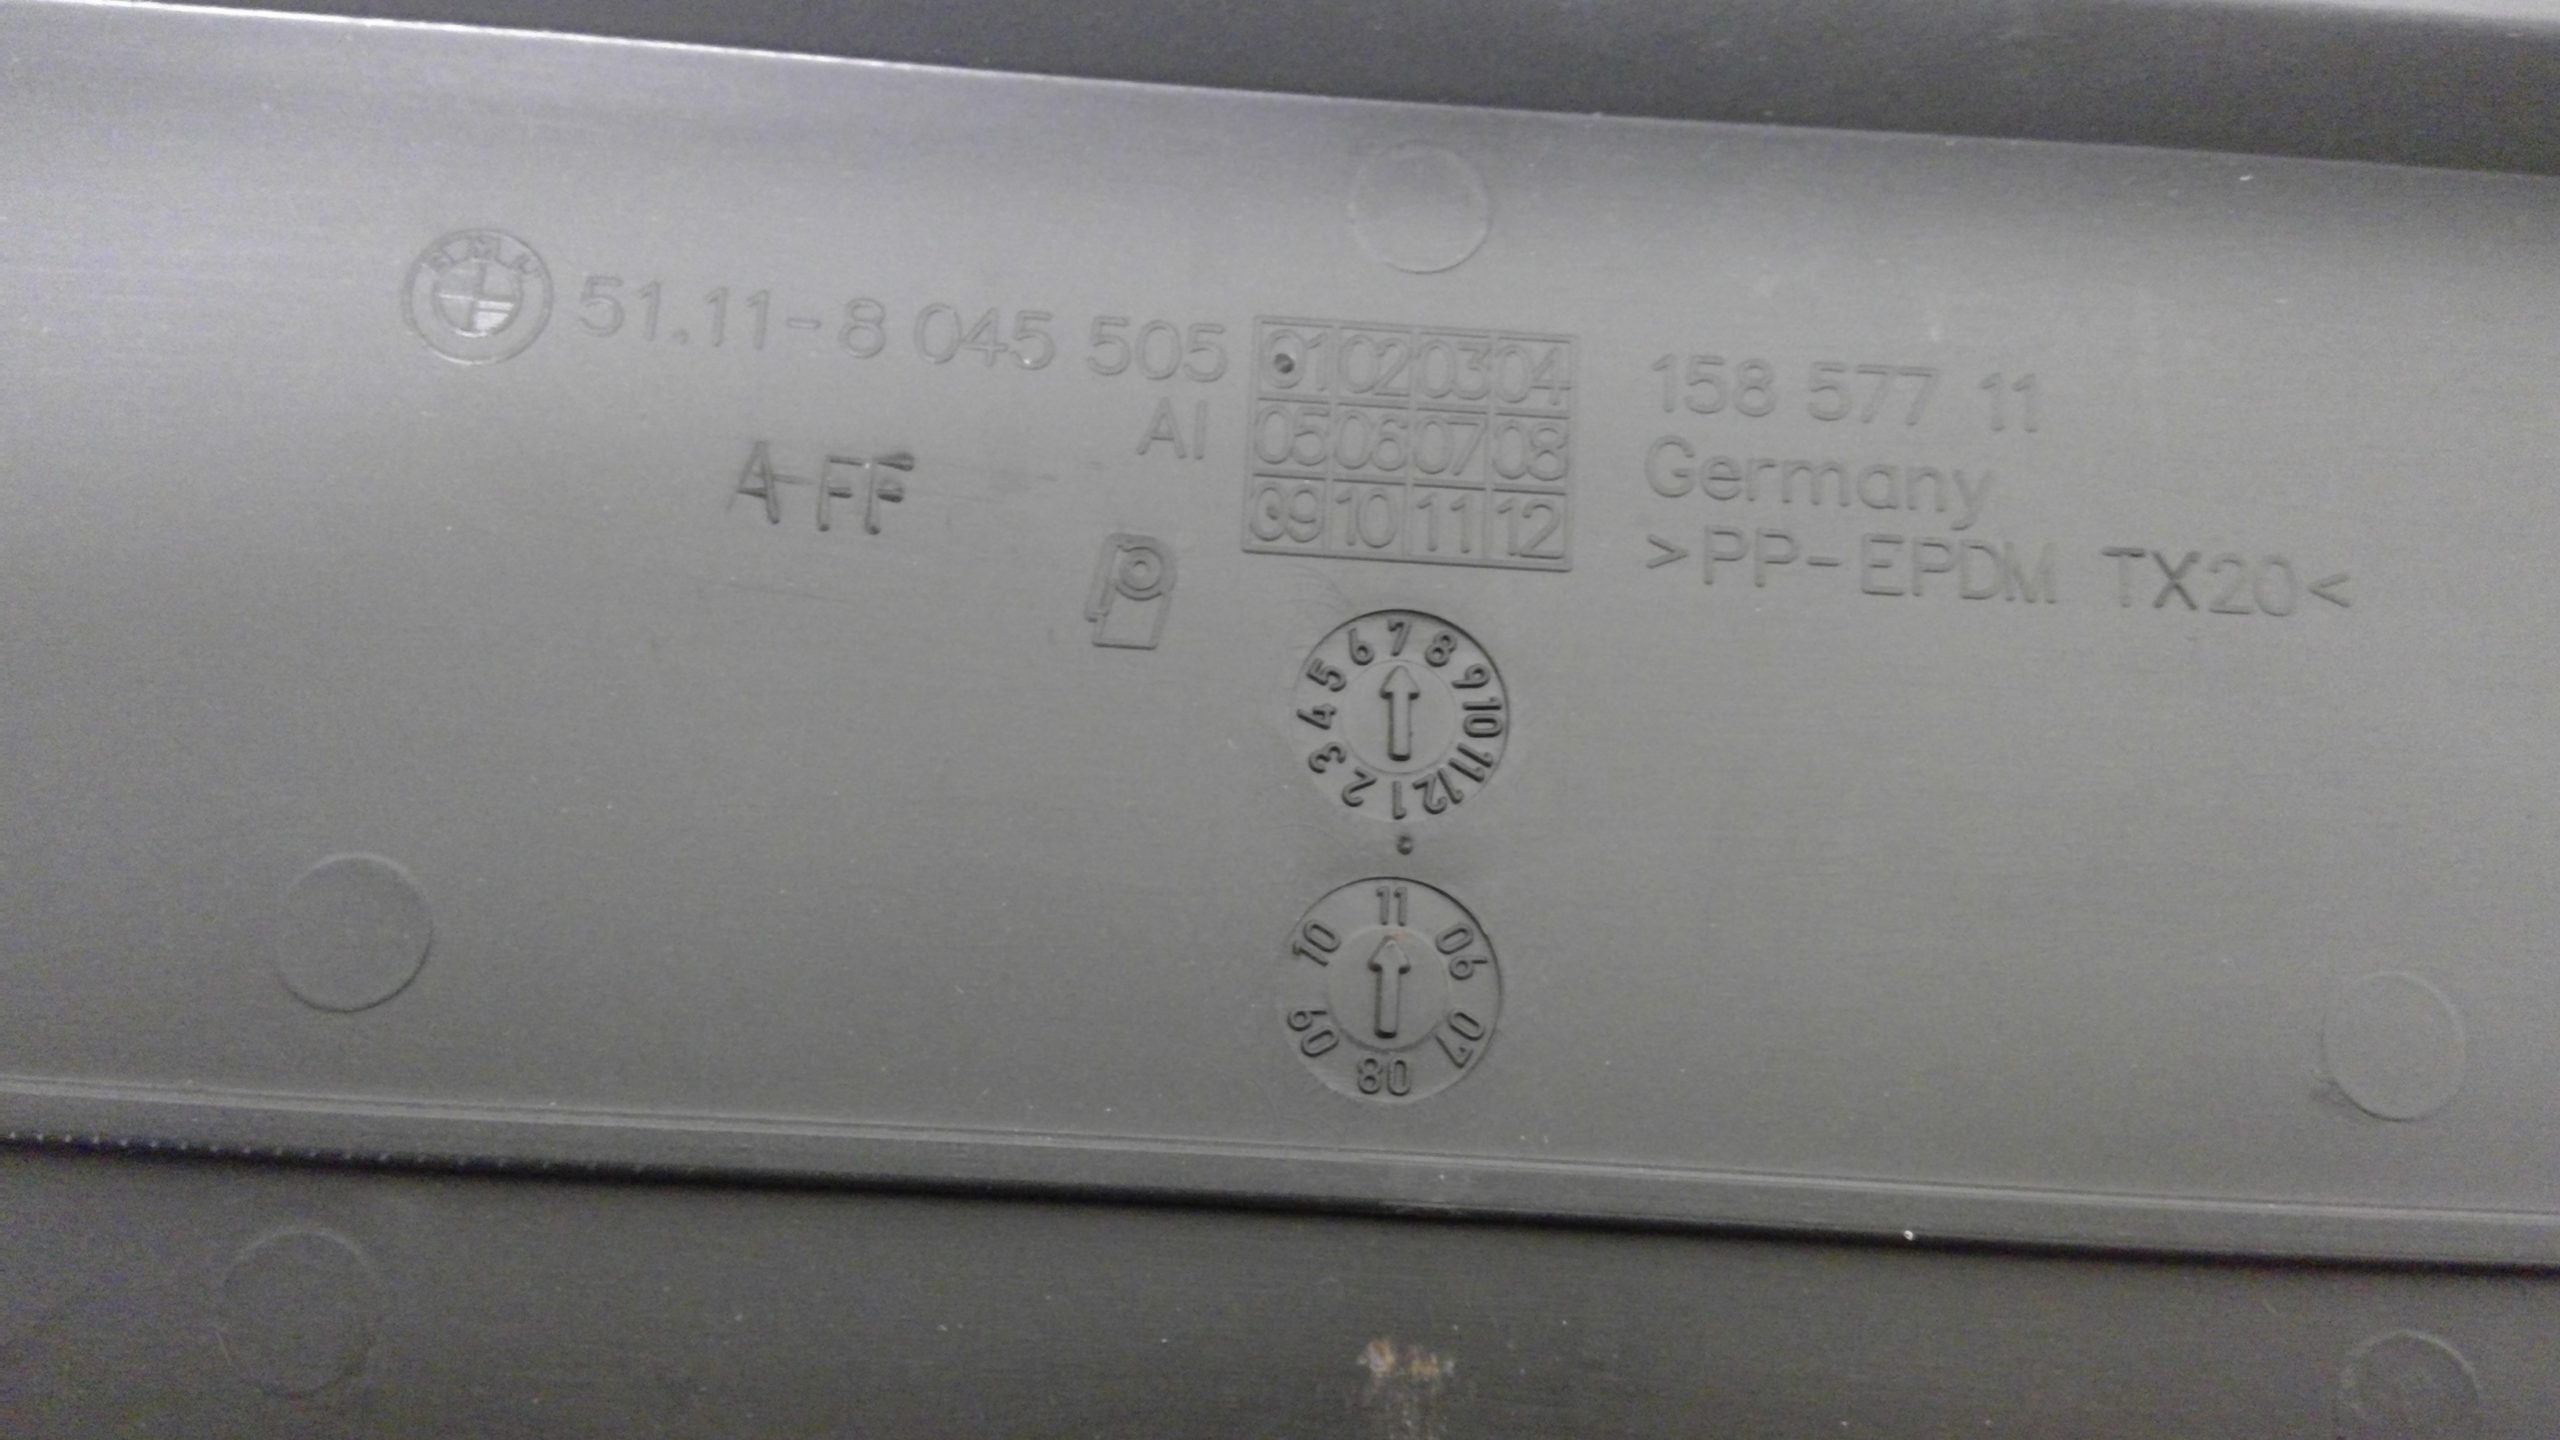 BMW 51.11-8 045 505
AI
AFF
01 02 03 04
05 06 07 08
09 10 11 12
158 577 11
Germany
>PP-EPDM TX20<
1 2 3 4 5 6 7 8 9 10 11 12
06 07 08 09 10 11